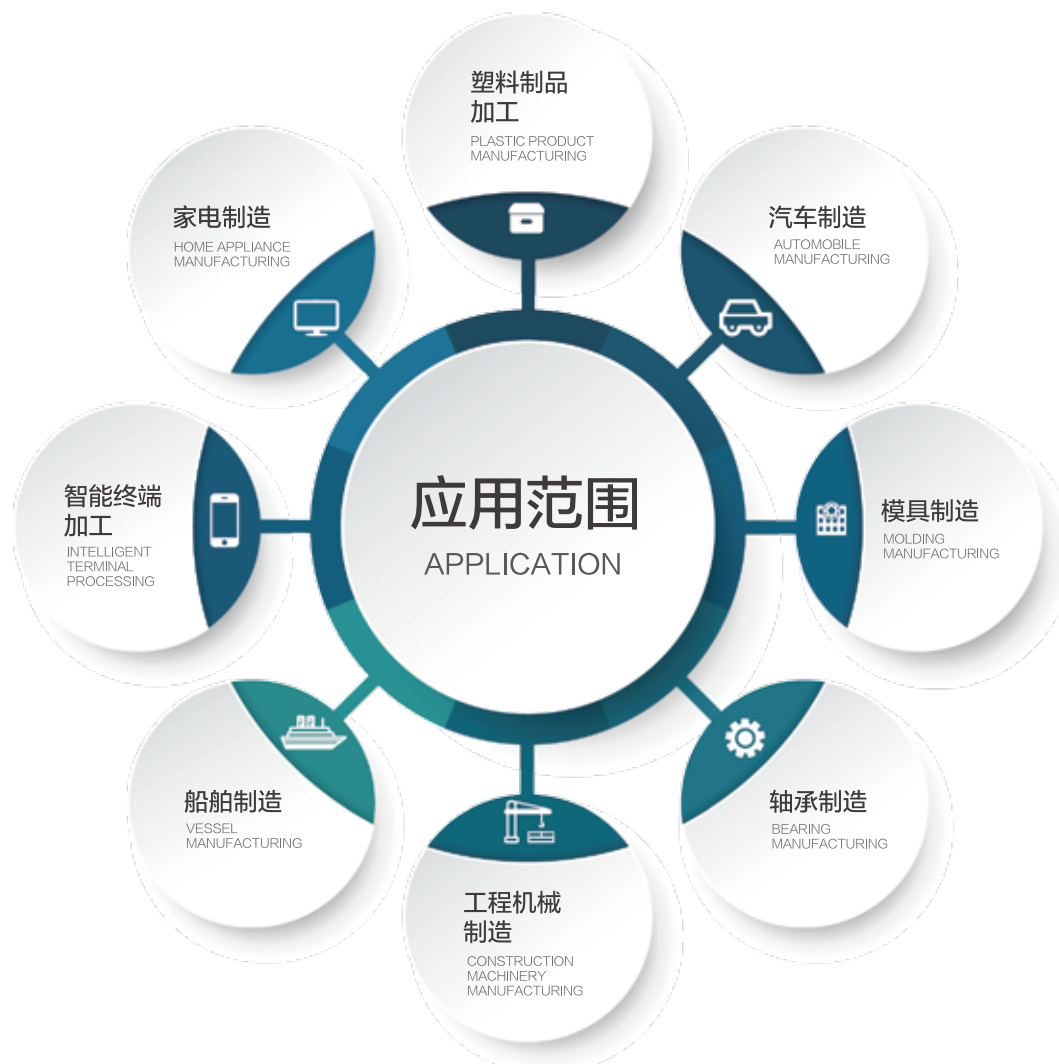 塑料制品
加工
PLASTIC PRODUCT
MANUFACTURING
家电制造
HOME APPLIANCE
MANUFACTURING
汽车制造
AUTOMOBILE
MANUFACTURING
智能终端
加工
INTELLIGENT
TERMINAL
PROCESSING
应用范围
APPLICATION
模具制造
MOLDING
MANUFACTURING
船舶制造
VESSEL
MANUFACTURING
轴承制造
BEARING
MANUFACTURING
工程机械
制造
CONSTRUCTION
MACHINERY
MANUFACTURING